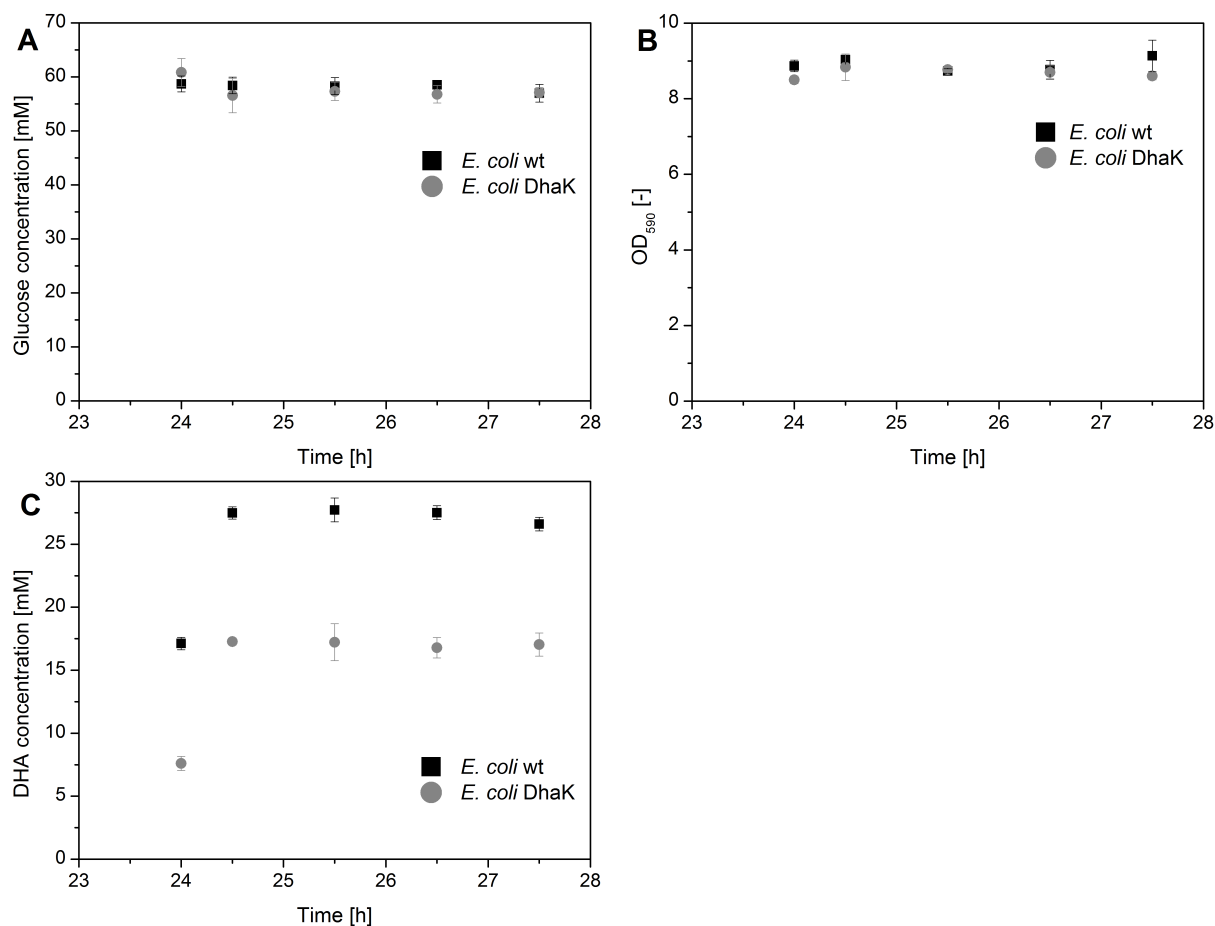 A
Glucose concentration [mM]
70
60
50
40
30
20
10
0
E. coli wt
E. coli DhaK
23 24 25 26 27 28
Time [h]
B
OD590 [-]
10
8
6
4
2
0
E. coli wt
E. coli DhaK
23 24 25 26 27 28
Time [h]
C
DHA concentration [mM]
30
25
20
15
10
5
0
E. coli wt
E. coli DhaK
23 24 25 26 27 28
Time [h]